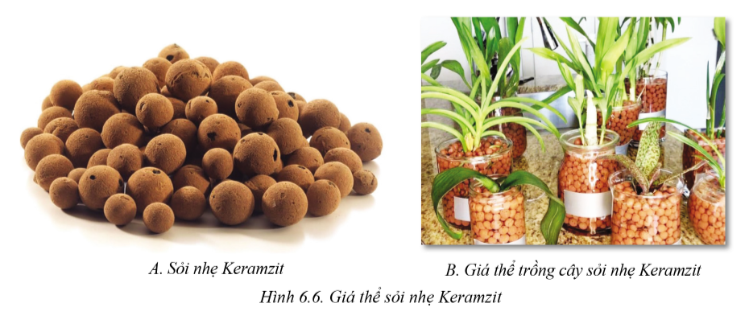 A. Sỏi nhẹ Keramzit
B. Giá thể trồng cây sỏi nhẹ Keramzit
Hình 6.6. Giá thể sỏi nhẹ Keramzit